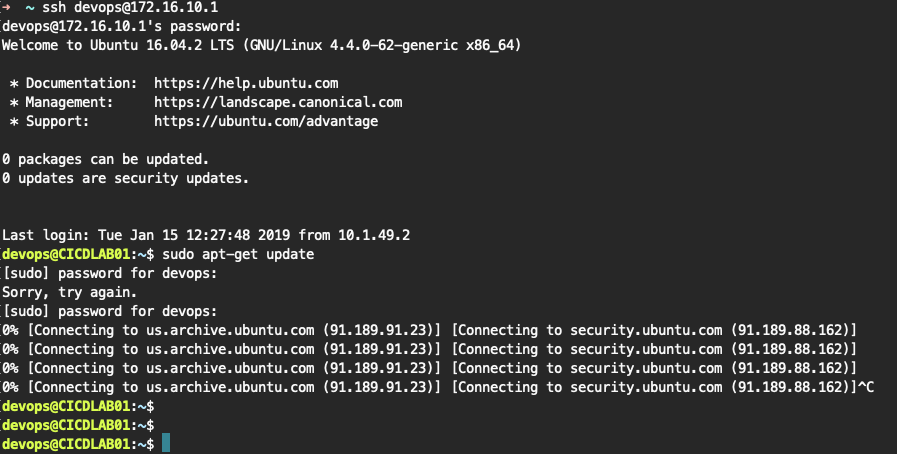 ➜  ~ ssh devops@172.16.10.1
devops@172.16.10.1's password:
Welcome to Ubuntu 16.04.2 LTS (GNU/Linux 4.4.0-62-generic x86_64)
 * Documentation:  https://help.ubuntu.com
 * Management:     https://landscape.canonical.com
 * Support:        https://ubuntu.com/advantage
0 packages can be updated.
0 updates are security updates.
Last login: Tue Jan 15 12:27:48 2019 from 10.1.49.2
devops@CICDLAB01:~$ sudo apt-get update
[sudo] password for devops:
Sorry, try again.
[sudo] password for devops:
0% [Connecting to us.archive.ubuntu.com (91.189.91.23)] [Connecting to security.ubuntu.com (91.189.88.162)]
0% [Connecting to us.archive.ubuntu.com (91.189.91.23)] [Connecting to security.ubuntu.com (91.189.88.162)]
0% [Connecting to us.archive.ubuntu.com (91.189.91.23)] [Connecting to security.ubuntu.com (91.189.88.162)]
0% [Connecting to us.archive.ubuntu.com (91.189.91.23)] [Connecting to security.ubuntu.com (91.189.88.162)]^C
devops@CICDLAB01:~$
devops@CICDLAB01:~$
devops@CICDLAB01:~$